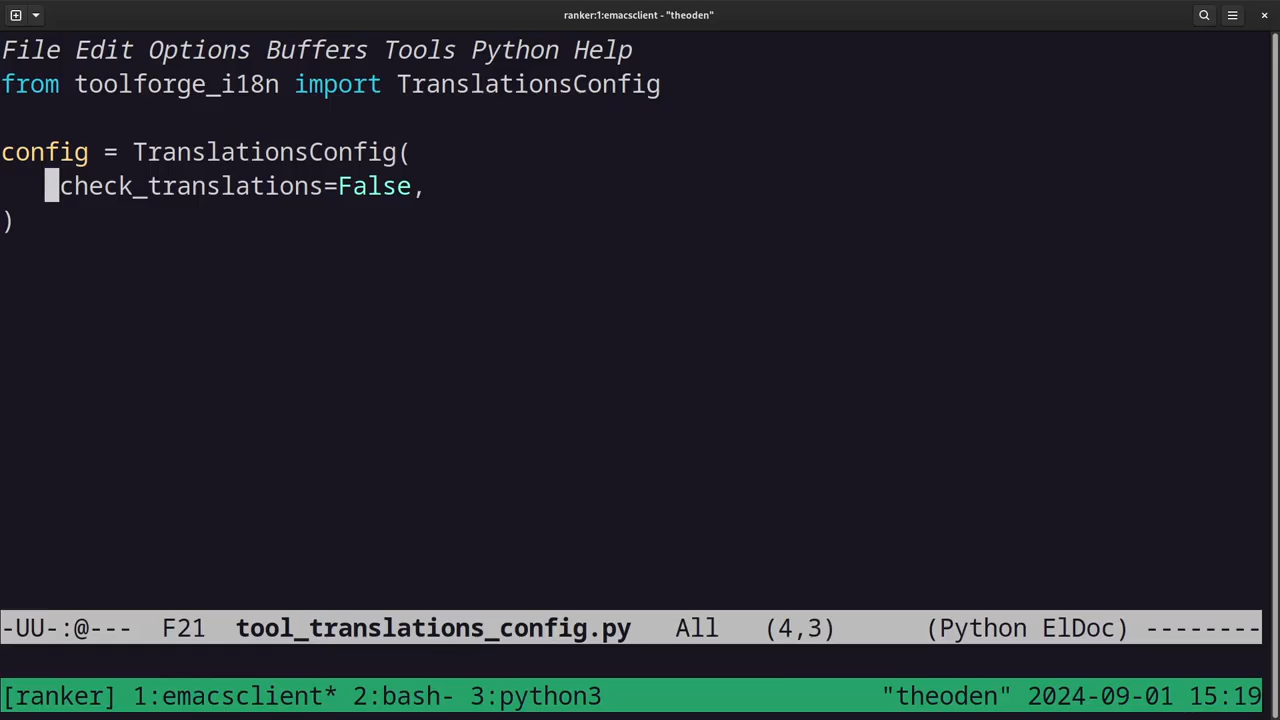 ranker:1:emacsclient - "theoden"
File Edit Options Buffers Tools Python Help
from toolforge_i18n import TranslationsConfig
config = TranslationsConfig(
    check_translations=False,
)
-UU-:@--- F21 tool_translations_config.py All (4,3) (Python ElDoc) --------
[ranker] 1:emacsclient* 2:bash- 3:python3 "theoden" 2024-09-01 15:19